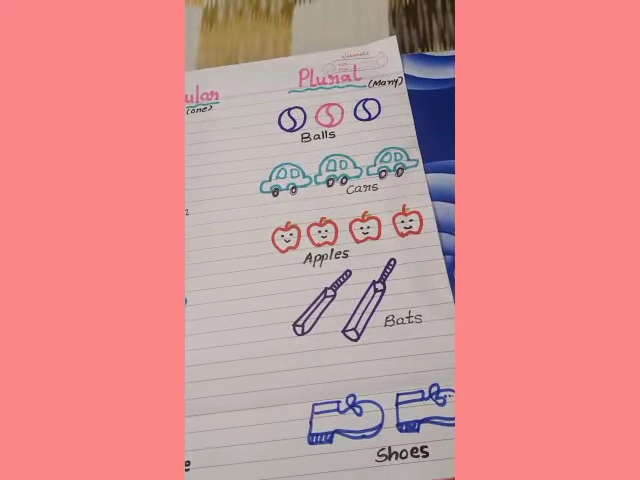 ular
(one)
Plural
(Many)
Balls
Cars
Apples
Bats
Shoes
e